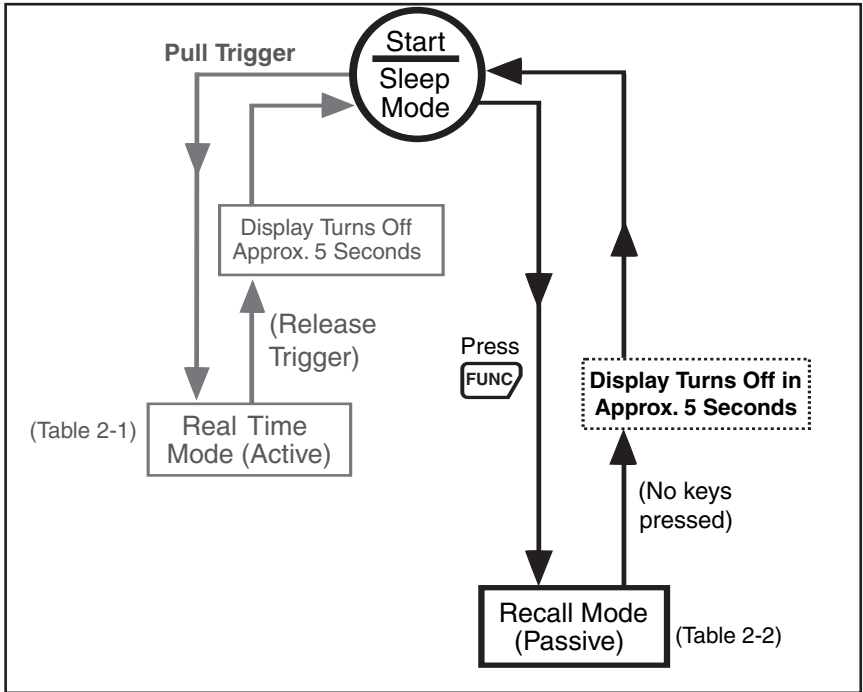 Start
Sleep
Mode
Pull Trigger
Display Turns Off
Approx. 5 Seconds
(Release
Trigger)
(Table 2-1)
Real Time
Mode (Active)
Press
FUNC
Display Turns Off in
Approx. 5 Seconds
(No keys
pressed)
Recall Mode
(Passive)
(Table 2-2)